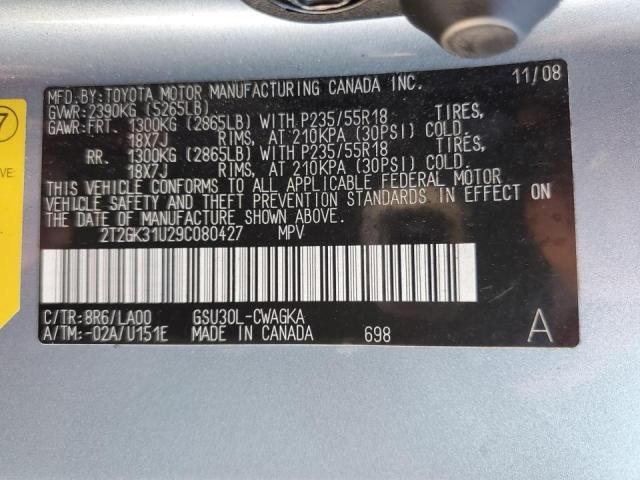 MFD.BY:TOYOTA MOTOR MANUFACTURING CANADA INC. 11/08
GVWR:2390KG (5265LB)
GAWR:FRT. 1300KG (2865LB) WITH P235/55R18 TIRES,
18X7J RIMS, AT 210KPA (30PSI) COLD.
RR. 1300KG (2865LB) WITH P235/55R18 TIRES,
18X7J RIMS, AT 210KPA (30PSI) COLD.
THIS VEHICLE CONFORMS TO ALL APPLICABLE FEDERAL MOTOR
VEHICLE SAFETY AND THEFT PREVENTION STANDARDS IN EFFECT ON
THE DATE OF MANUFACTURE SHOWN ABOVE.
2T2GK31U29C080427 MPV
C/TR:8R6/LA00 GSU30L-CWAGKA
A/TM:-02A/U151E MADE IN CANADA 698 A
7
VE: